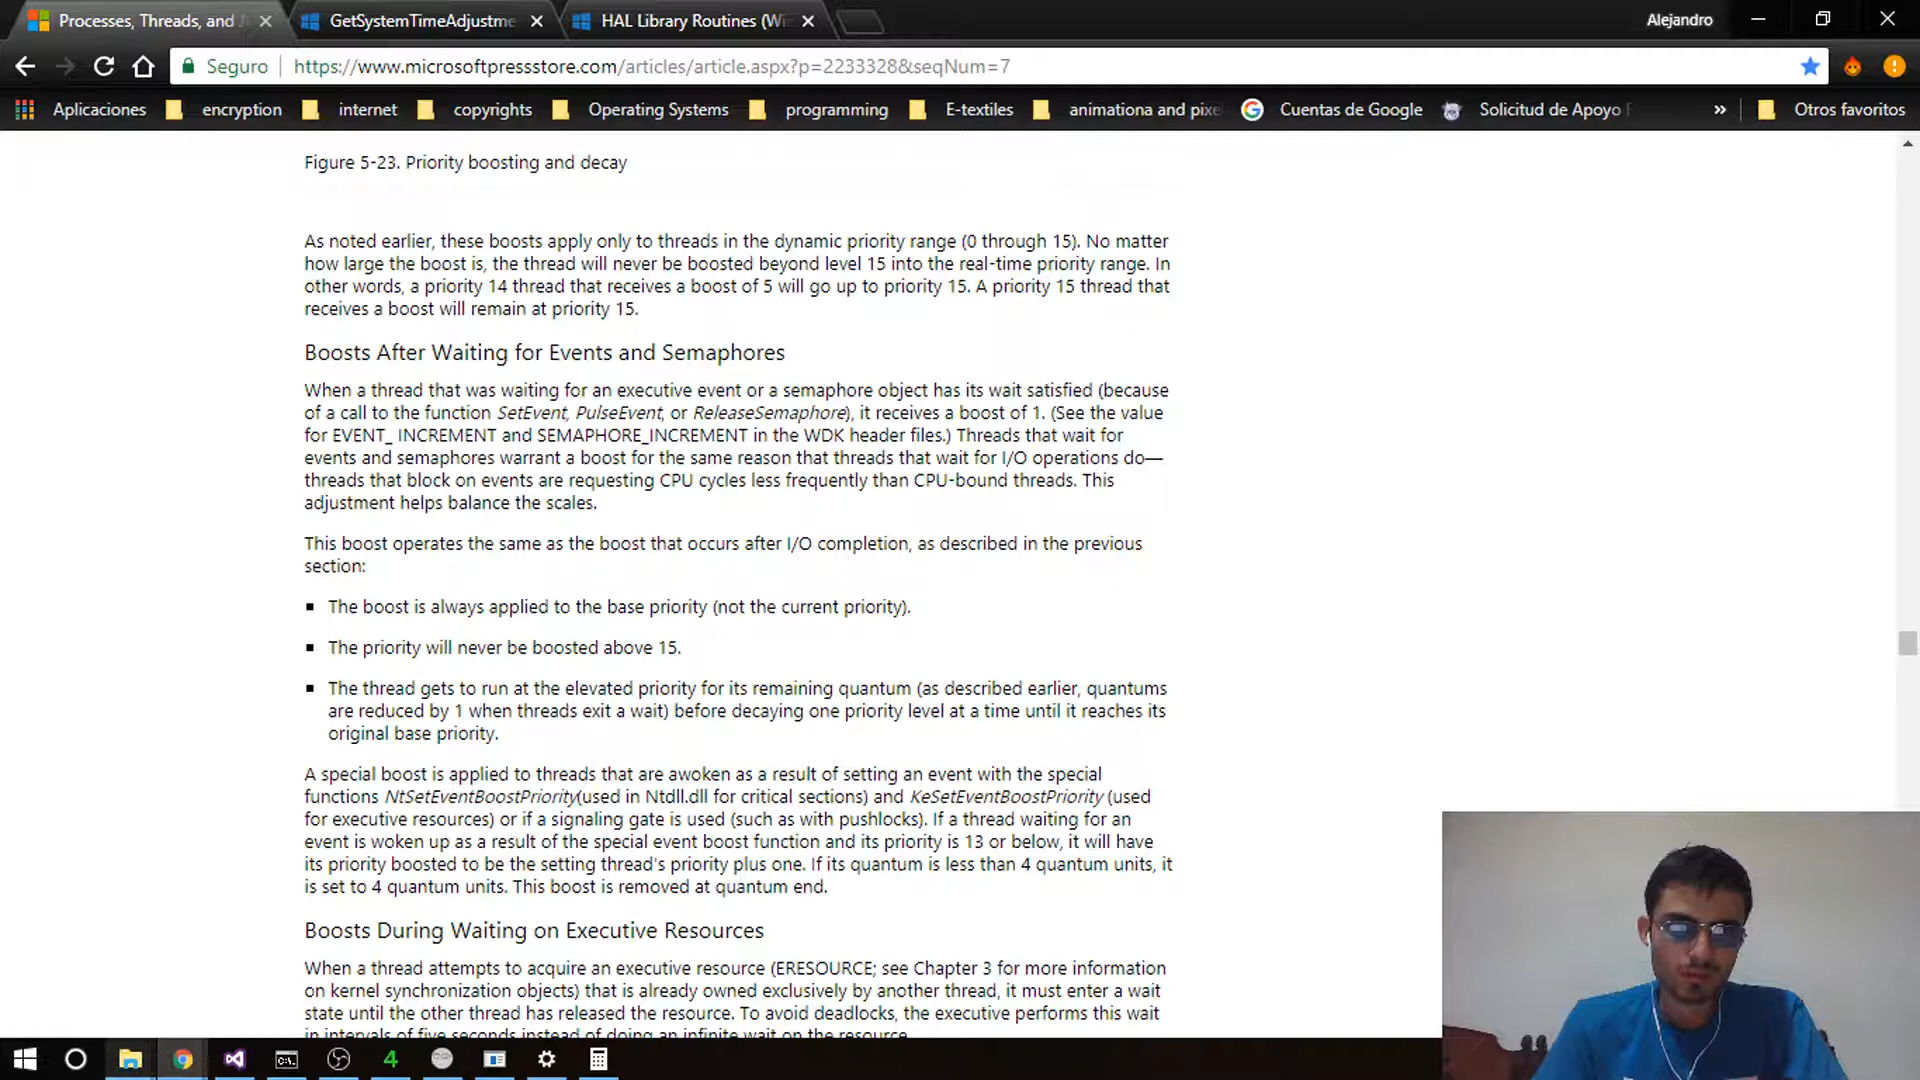 Processes, Threads, and J
GetSystemTimeAdjustme
HAL Library Routines (Wi
Alejandro
Seguro
https://www.microsoftpressstore.com/articles/article.aspx?p=2233328&seqNum=7
Aplicaciones
encryption
internet
copyrights
Operating Systems
programming
E-textiles
animationa and pixe
Cuentas de Google
Solicitud de Apoyo
»
Otros favoritos
Figure 5-23. Priority boosting and decay
As noted earlier, these boosts apply only to threads in the dynamic priority range (0 through 15). No matter
how large the boost is, the thread will never be boosted beyond level 15 into the real-time priority range. In
other words, a priority 14 thread that receives a boost of 5 will go up to priority 15. A priority 15 thread that
receives a boost will remain at priority 15.
Boosts After Waiting for Events and Semaphores
When a thread that was waiting for an executive event or a semaphore object has its wait satisfied (because
of a call to the function SetEvent, PulseEvent, or ReleaseSemaphore), it receives a boost of 1. (See the value
for EVENT_ INCREMENT and SEMAPHORE_INCREMENT in the WDK header files.) Threads that wait for
events and semaphores warrant a boost for the same reason that threads that wait for I/O operations do—
threads that block on events are requesting CPU cycles less frequently than CPU-bound threads. This
adjustment helps balance the scales.
This boost operates the same as the boost that occurs after I/O completion, as described in the previous
section:
The boost is always applied to the base priority (not the current priority).
The priority will never be boosted above 15.
The thread gets to run at the elevated priority for its remaining quantum (as described earlier, quantums
are reduced by 1 when threads exit a wait) before decaying one priority level at a time until it reaches its
original base priority.
A special boost is applied to threads that are awoken as a result of setting an event with the special
functions NtSetEventBoostPriority(used in Ntdll.dll for critical sections) and KeSetEventBoostPriority (used
for executive resources) or if a signaling gate is used (such as with pushlocks). If a thread waiting for an
event is woken up as a result of the special event boost function and its priority is 13 or below, it will have
its priority boosted to be the setting thread's priority plus one. If its quantum is less than 4 quantum units, it
is set to 4 quantum units. This boost is removed at quantum end.
Boosts During Waiting on Executive Resources
When a thread attempts to acquire an executive resource (ERESOURCE; see Chapter 3 for more information
on kernel synchronization objects) that is already owned exclusively by another thread, it must enter a wait
state until the other thread has released the resource. To avoid deadlocks, the executive performs this wait
in intervals of five seconds instead of doing an infinite wait on the resource.
4